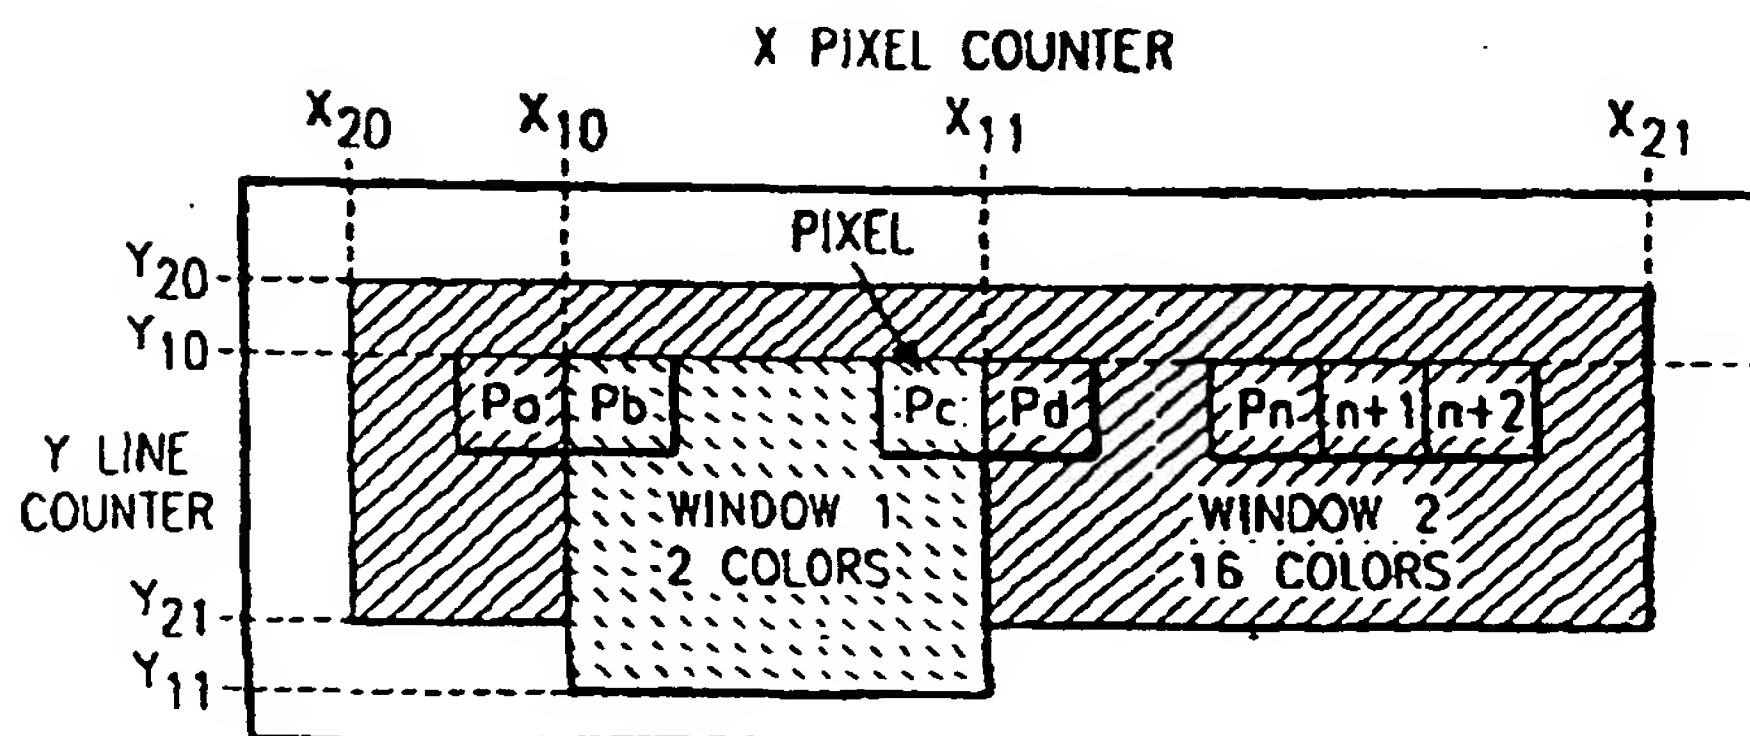 X PIXEL COUNTER
X20 X10 X11 X21
PIXEL
Y20
Y10
Pa Pb Pc Pd Pn n+1 n+2
Y LINE
COUNTER
WINDOW 1
2 COLORS
WINDOW 2
16 COLORS
Y21
Y11